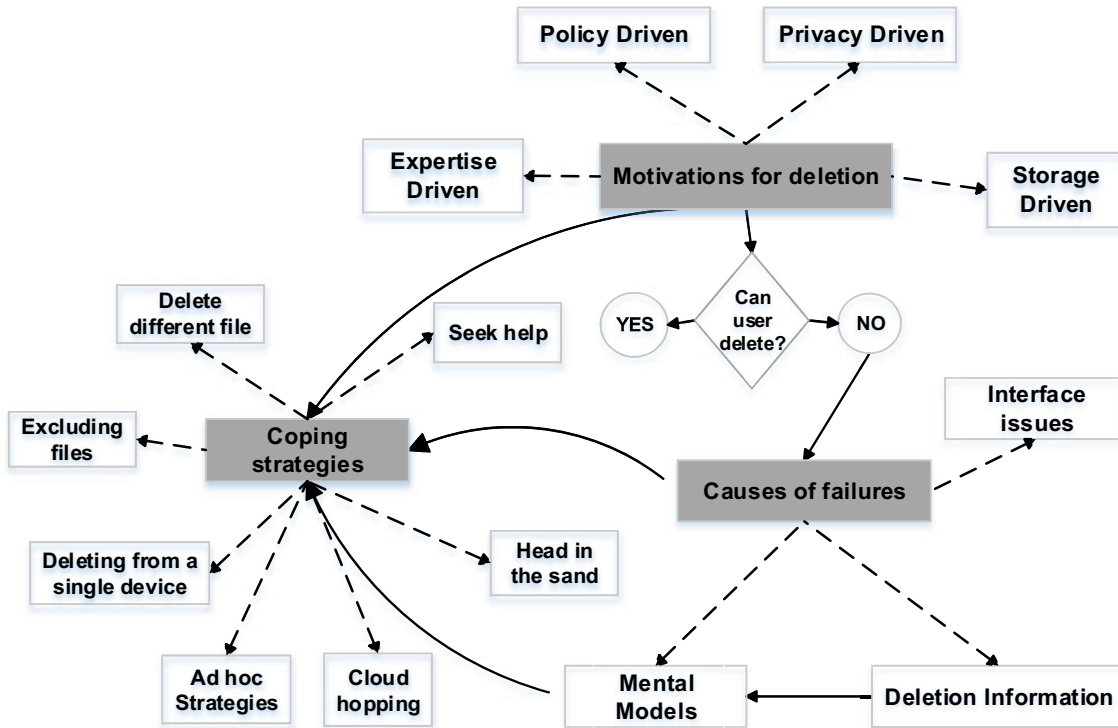 Policy Driven
Privacy Driven
Expertise
Driven
Motivations for deletion
Storage
Driven
Delete
different file
Seek help
YES
Can
user
delete?
NO
Interface
issues
Excluding
files
Coping
strategies
Causes of failures
Deleting from a
single device
Head in
the sand
Ad hoc
Strategies
Cloud
hopping
Mental
Models
Deletion Information